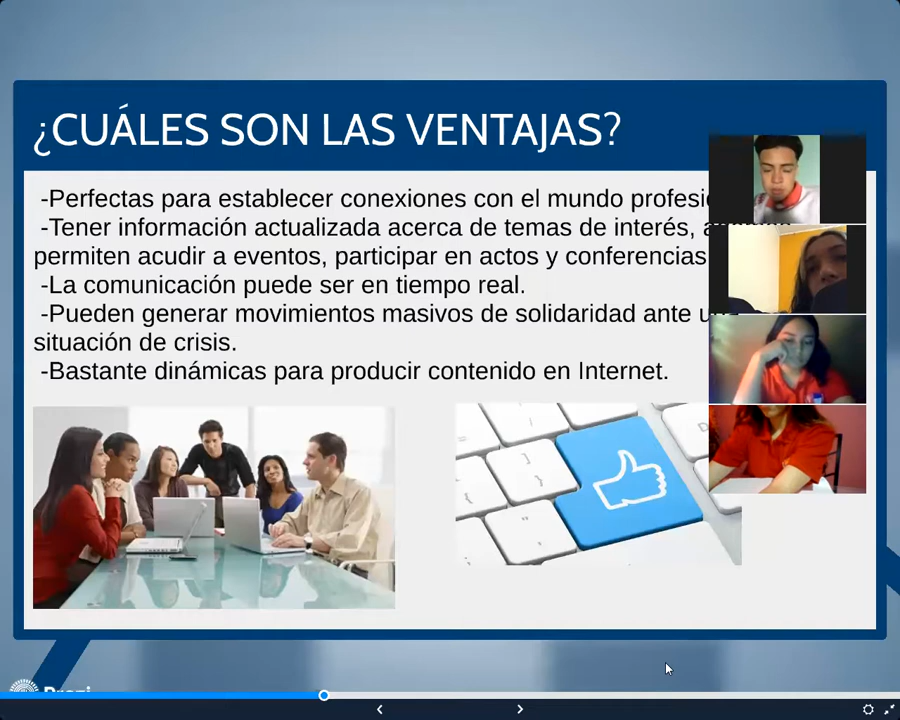 ¿CUÁLES SON LAS VENTAJAS?
-Perfectas para establecer conexiones con el mundo
-Tener información actualizada acerca de temas de interés,
permiten acudir a eventos, participar en actos y conferencias
-La comunicación puede ser en tiempo real.
-Pueden generar movimientos masivos de solidaridad ante
situación de crisis.
-Bastante dinámicas para producir contenido en Internet.
Prezi